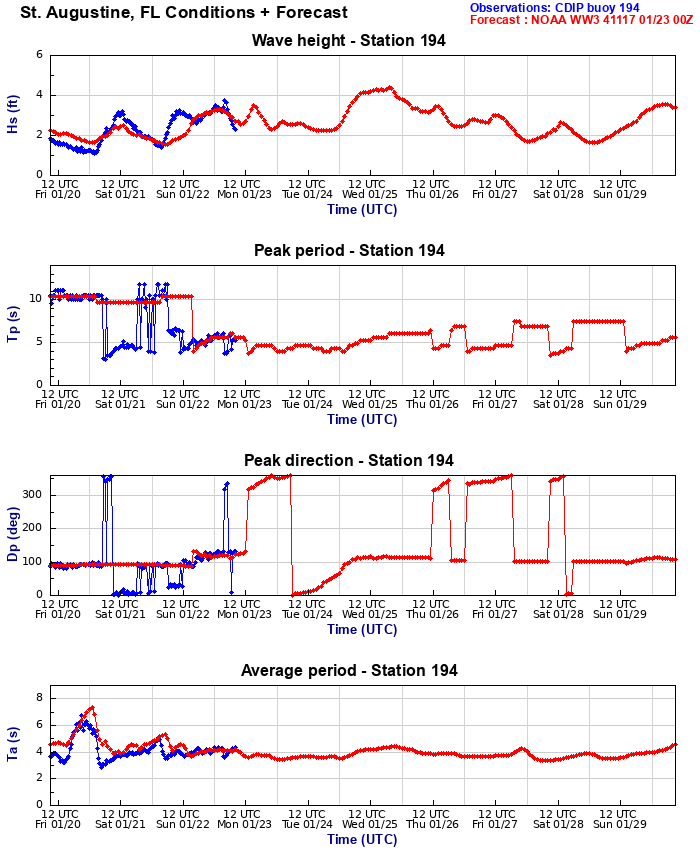 St. Augustine, FL Conditions + Forecast
Observations: CDIP buoy 194
Forecast : NOAA WW3 41117 01/23 00Z
Wave height - Station 194
Hs (ft)
6
4
2
0
12 UTC 12 UTC 12 UTC 12 UTC 12 UTC 12 UTC 12 UTC 12 UTC 12 UTC 12 UTC
Fri 01/20 Sat 01/21 Sun 01/22 Mon 01/23 Tue 01/24 Wed 01/25 Thu 01/26 Fri 01/27 Sat 01/28 Sun 01/29
Time (UTC)
Peak period - Station 194
Tp (s)
10
5
0
12 UTC 12 UTC 12 UTC 12 UTC 12 UTC 12 UTC 12 UTC 12 UTC 12 UTC 12 UTC
Fri 01/20 Sat 01/21 Sun 01/22 Mon 01/23 Tue 01/24 Wed 01/25 Thu 01/26 Fri 01/27 Sat 01/28 Sun 01/29
Time (UTC)
Peak direction - Station 194
Dp (deg)
300
200
100
0
12 UTC 12 UTC 12 UTC 12 UTC 12 UTC 12 UTC 12 UTC 12 UTC 12 UTC 12 UTC
Fri 01/20 Sat 01/21 Sun 01/22 Mon 01/23 Tue 01/24 Wed 01/25 Thu 01/26 Fri 01/27 Sat 01/28 Sun 01/29
Time (UTC)
Average period - Station 194
Ta (s)
8
6
4
2
0
12 UTC 12 UTC 12 UTC 12 UTC 12 UTC 12 UTC 12 UTC 12 UTC 12 UTC 12 UTC
Fri 01/20 Sat 01/21 Sun 01/22 Mon 01/23 Tue 01/24 Wed 01/25 Thu 01/26 Fri 01/27 Sat 01/28 Sun 01/29
Time (UTC)